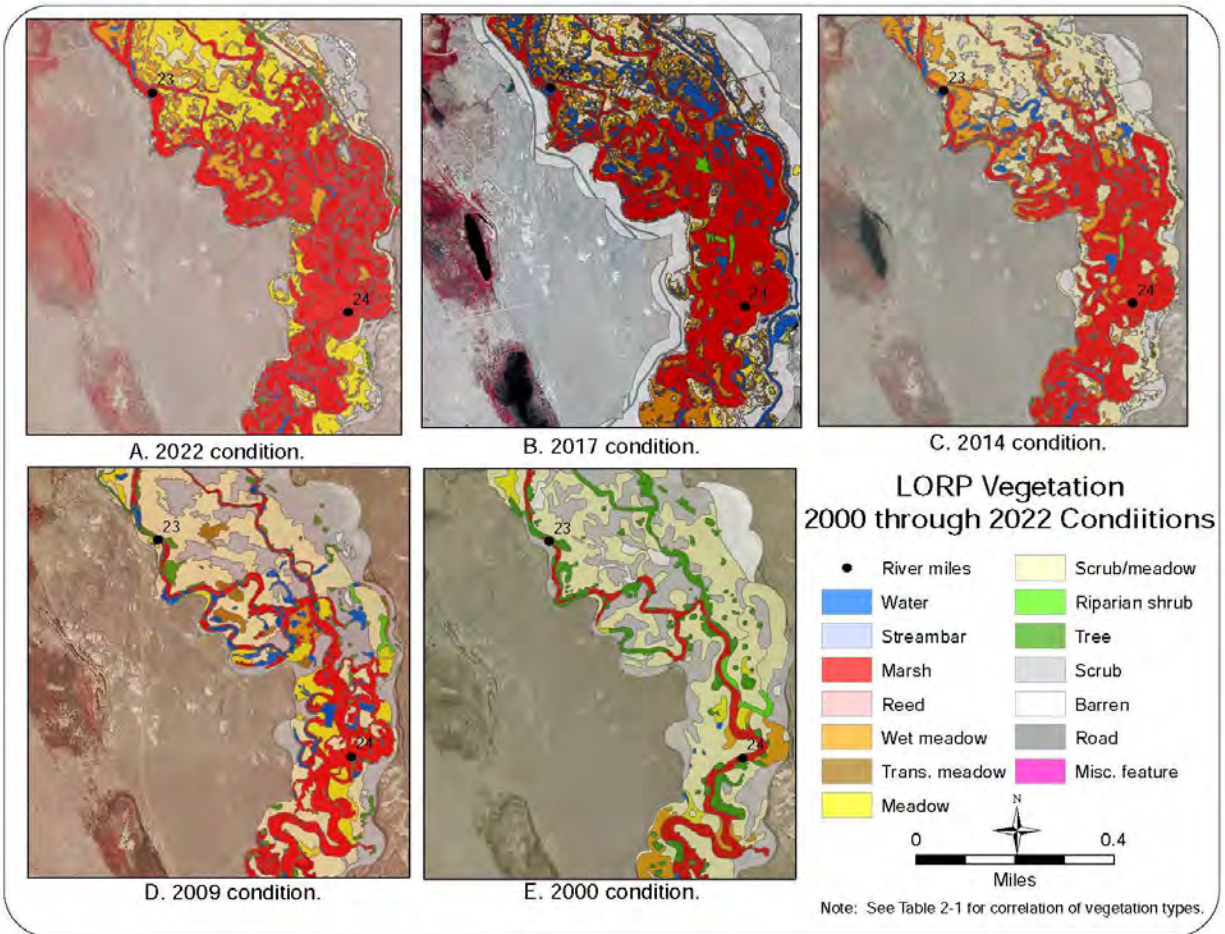 23
24
A. 2022 condition.
23
24
B. 2017 condition.
23
24
C. 2014 condition.
23
24
D. 2009 condition.
23
24
E. 2000 condition.
LORP Vegetation
2000 through 2022 Condiitions
River miles
Water
Streambar
Marsh
Reed
Wet meadow
Trans. meadow
Meadow
Scrub/meadow
Riparian shrub
Tree
Scrub
Barren
Road
Misc. feature
N
0 0.4
Miles
Note: See Table 2-1 for correlation of vegetation types.